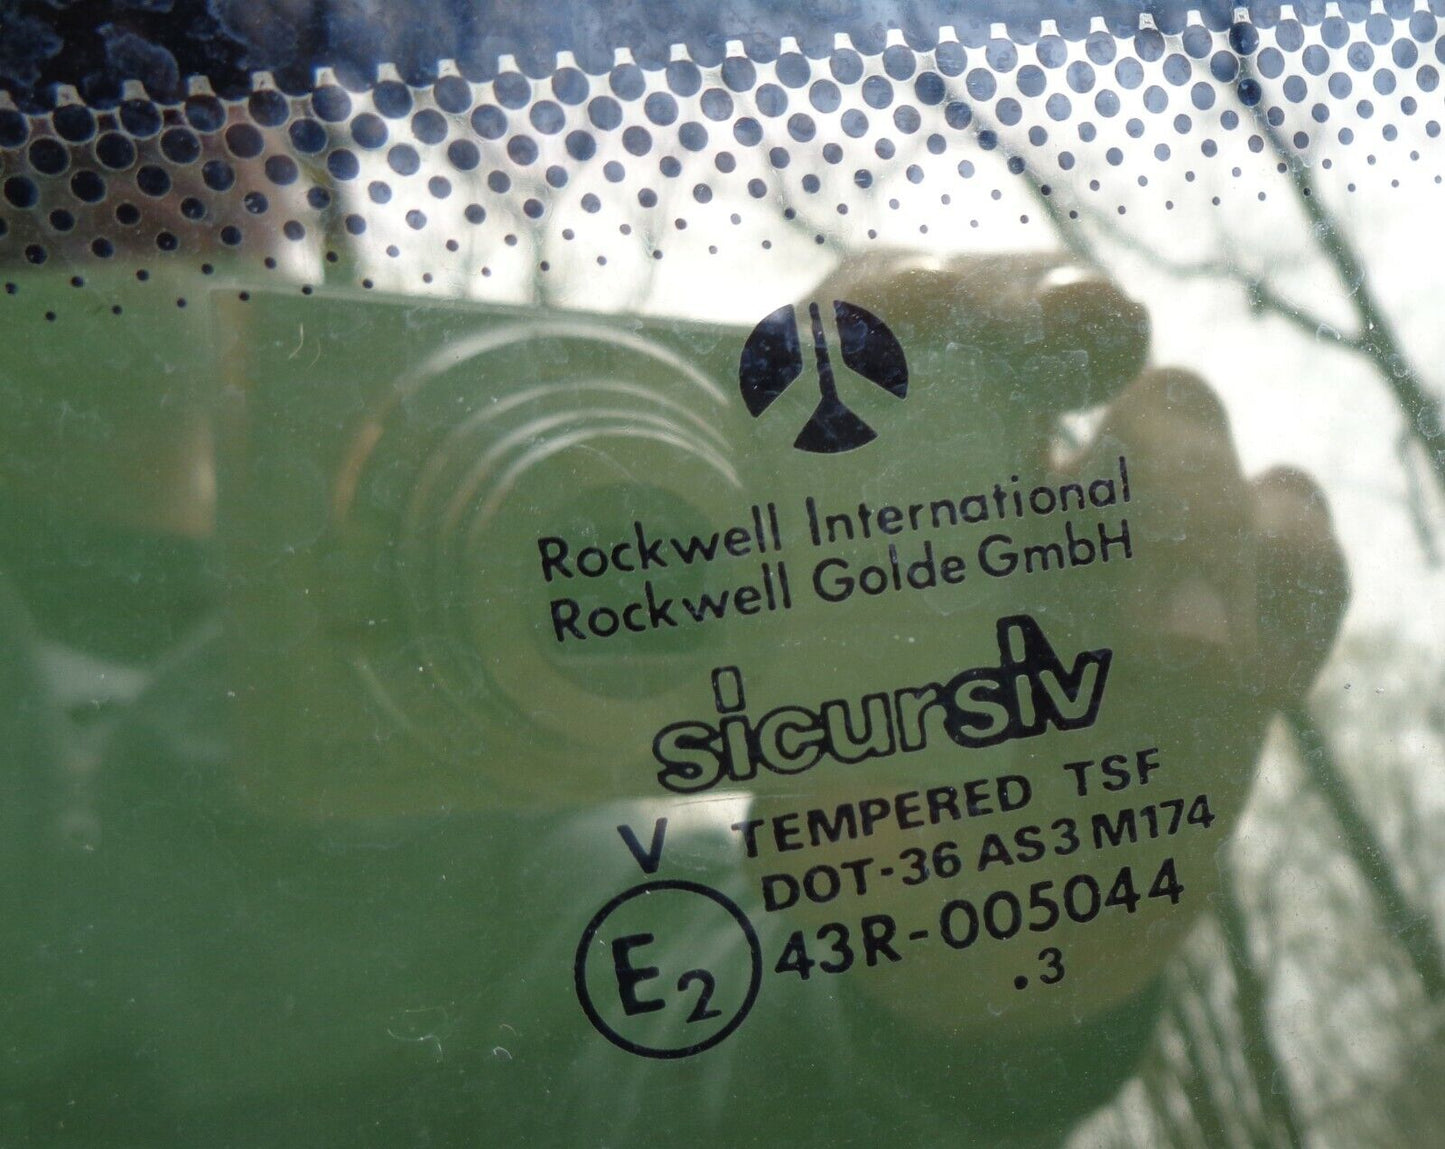 Rockwell International
Rockwell Golde GmbH
sicursiv
V TEMPERED TSF
DOT-36 AS3 M174
E2 43R-005044
.3